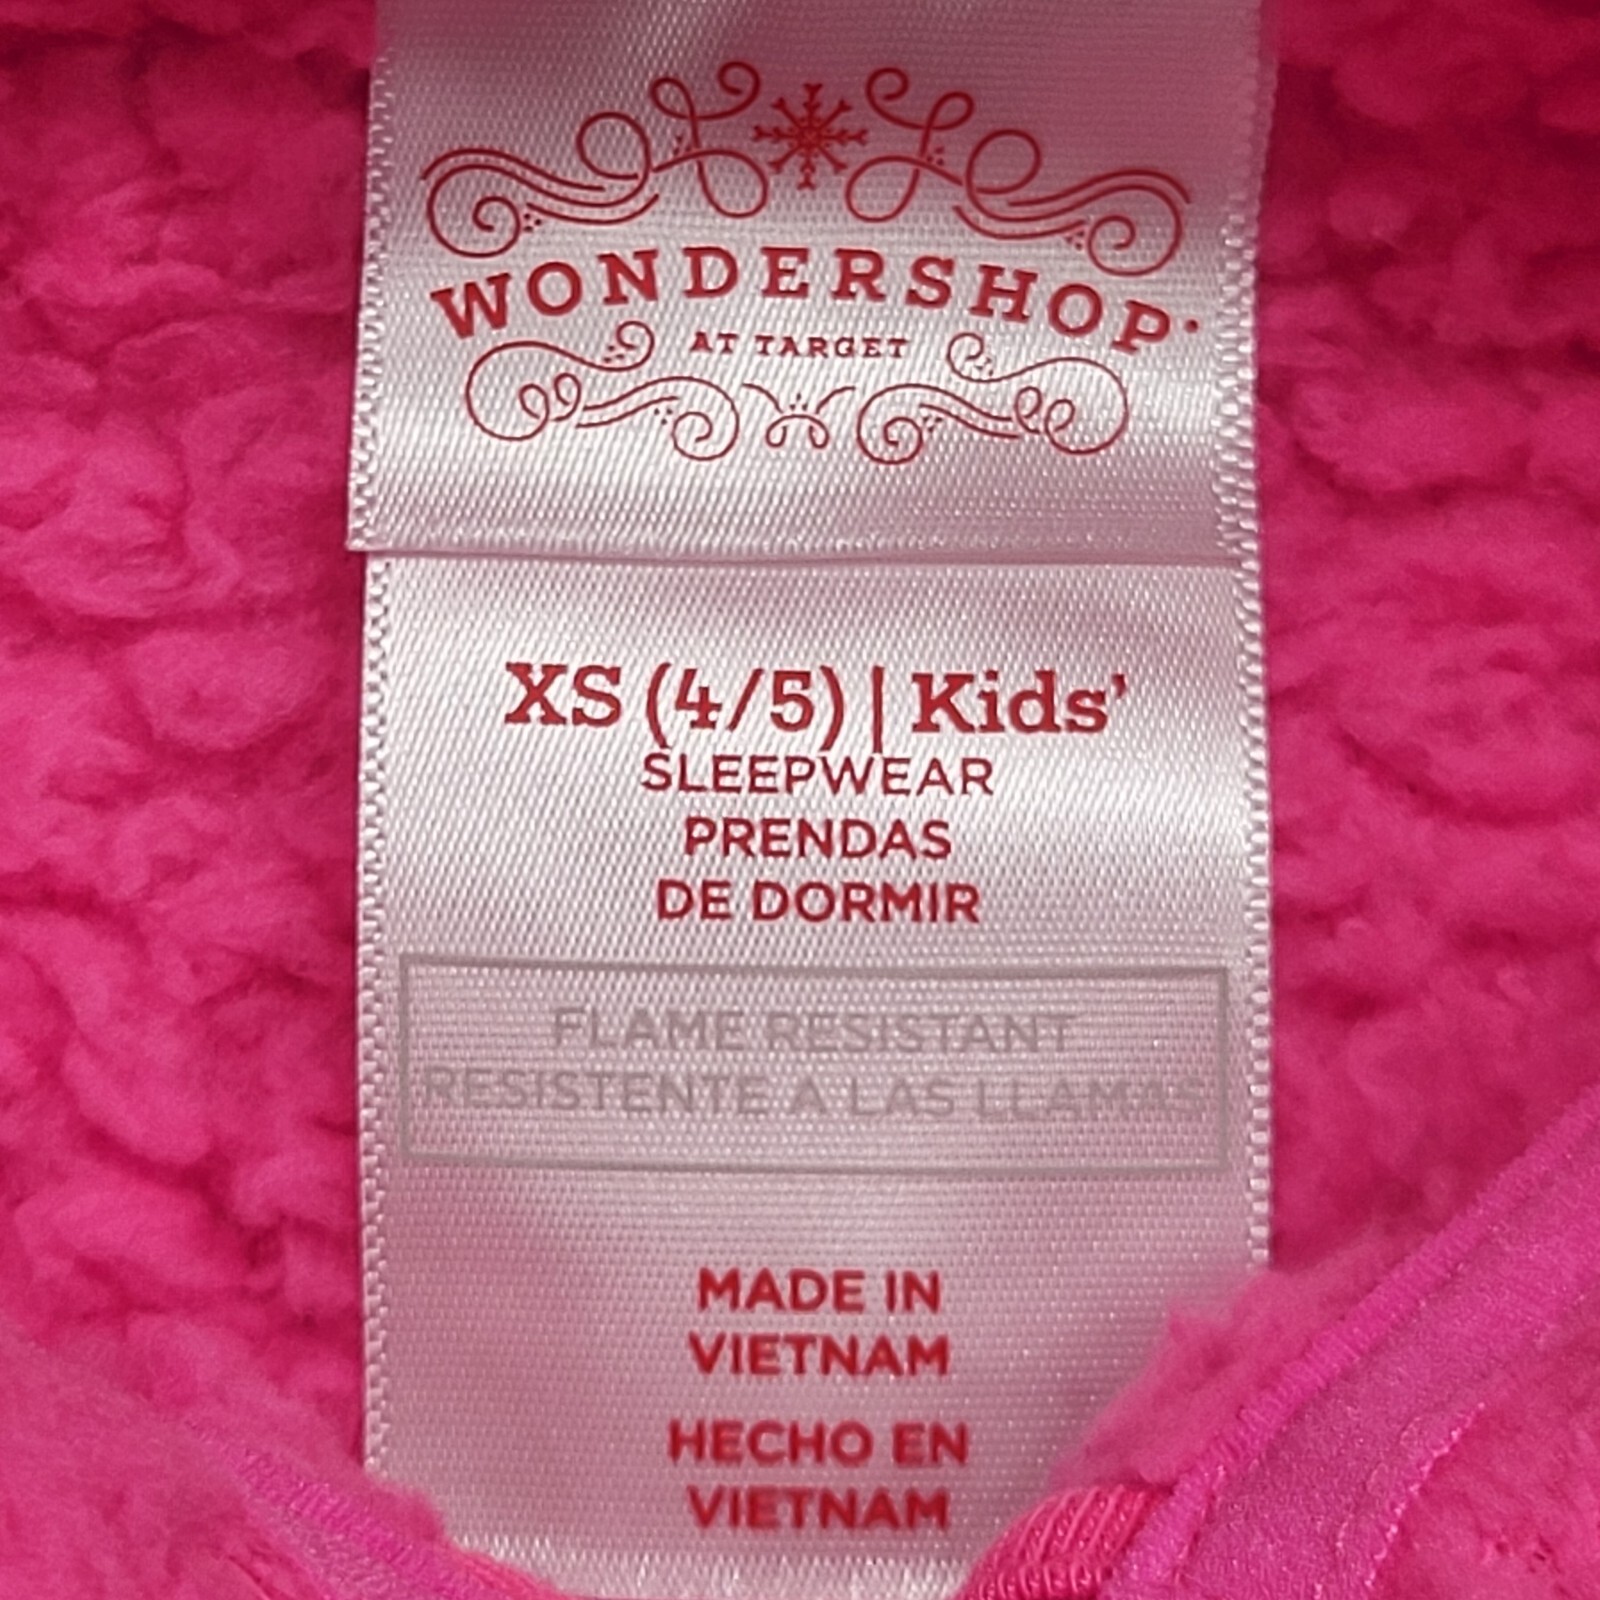 WONDERSHOP
AT TARGET
XS (4/5) | Kids’
SLEEPWEAR
PRENDAS
DE DORMIR
FLAME RESISTANT
RESISTENTE A LAS LLAMAS
MADE IN
VIETNAM
HECHO EN
VIETNAM